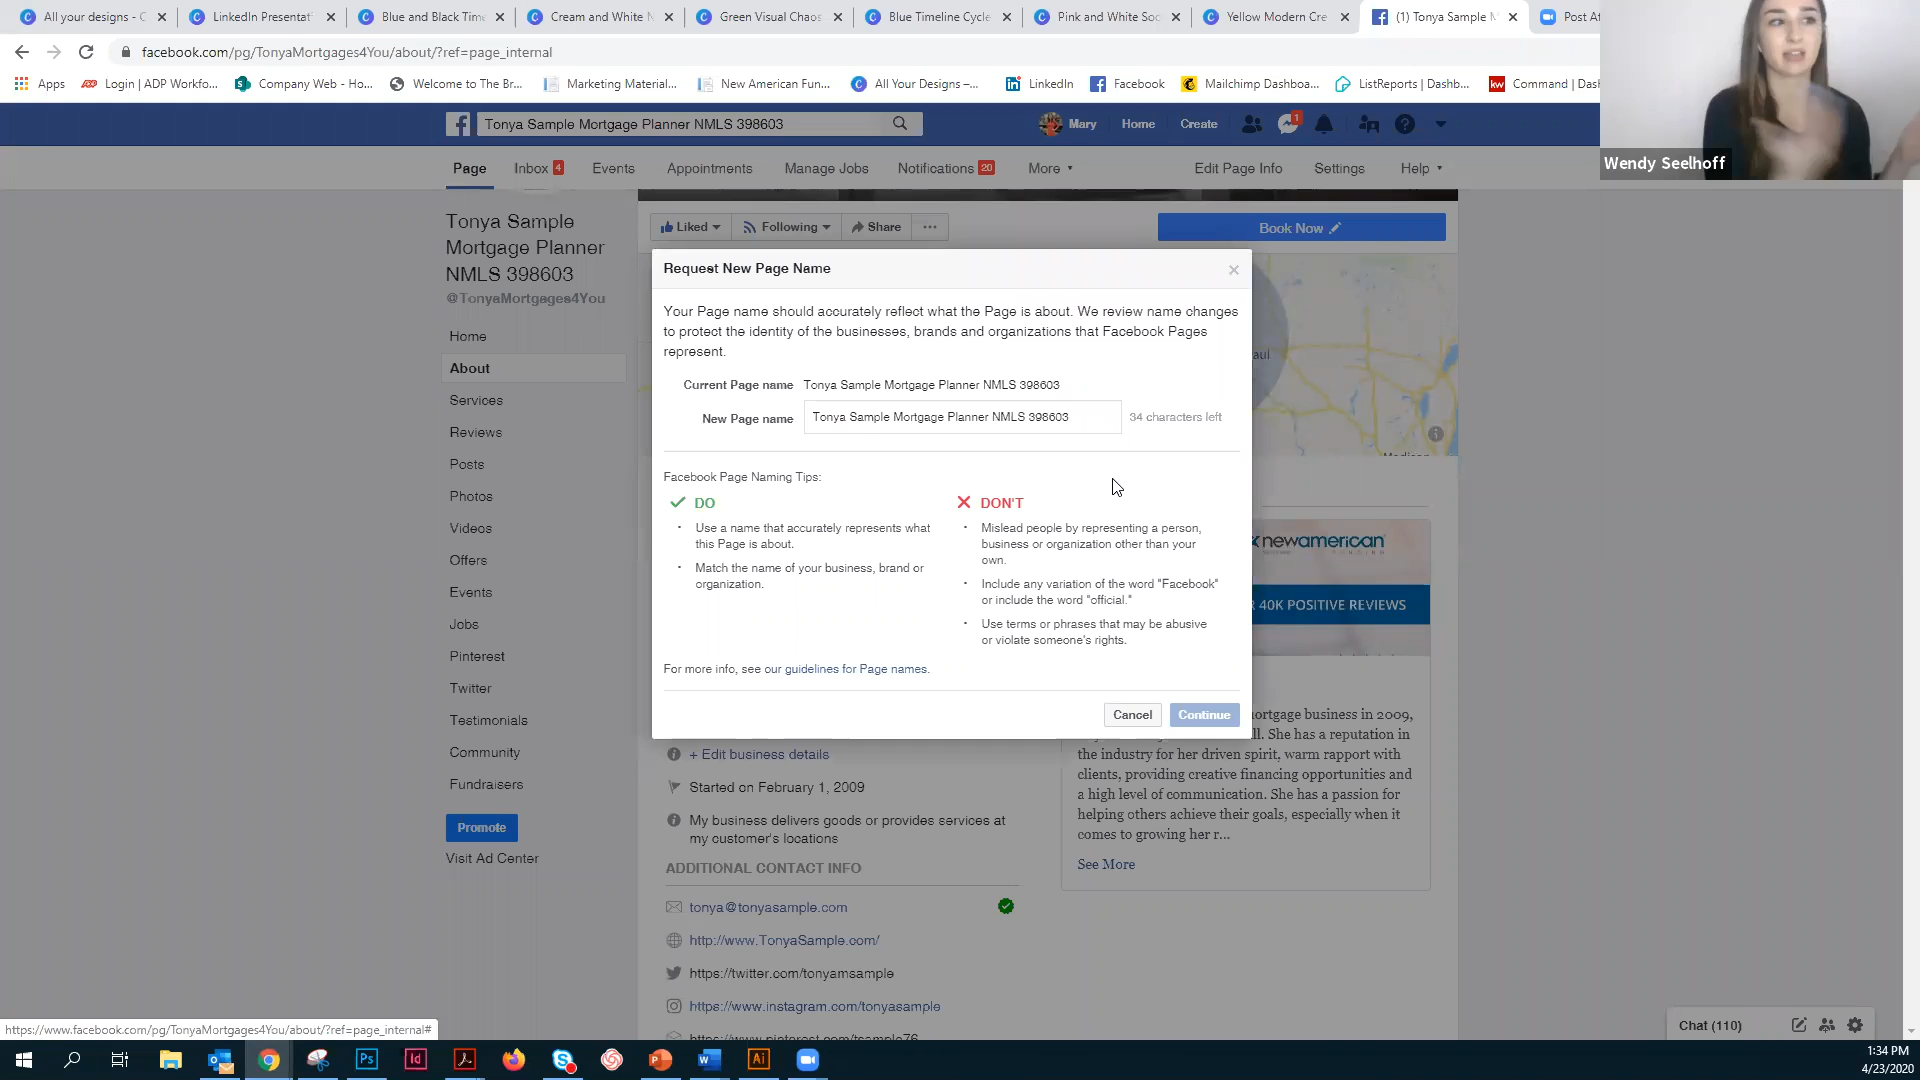 All your designs - C
LinkedIn Presentat
Blue and Black Time
Cream and White N
Green Visual Chaos
Blue Timeline Cycle
Pink and White Soc
Yellow Modern Cre
(1) Tonya Sample M
Post At
facebook.com/pg/TonyaMortgages4You/about/?ref=page_internal
Apps
Login | ADP Workfo...
Company Web - Ho...
Welcome to The Br...
Marketing Material...
New American Fun...
All Your Designs –...
LinkedIn
Facebook
Mailchimp Dashboa...
ListReports | Dashb...
Command | Dash
Wendy Seelhoff
Tonya Sample Mortgage Planner NMLS 398603
Mary
Home
Create
1
Page
Inbox 4
Events
Appointments
Manage Jobs
Notifications 20
More
Edit Page Info
Settings
Help
Tonya Sample
Mortgage Planner
NMLS 398603
@TonyaMortgages4You
Home
About
Services
Reviews
Posts
Photos
Videos
Offers
Events
Jobs
Pinterest
Twitter
Testimonials
Community
Fundraisers
Promote
Visit Ad Center
Liked
Following
Share
Book Now
Request New Page Name
Your Page name should accurately reflect what the Page is about. We review name changes
to protect the identity of the businesses, brands and organizations that Facebook Pages
represent.
Current Page name Tonya Sample Mortgage Planner NMLS 398603
New Page name Tonya Sample Mortgage Planner NMLS 398603 34 characters left
Facebook Page Naming Tips:
DO
Use a name that accurately represents what
this Page is about.
Match the name of your business, brand or
organization.
DON'T
Mislead people by representing a person,
business or organization other than your
own.
Include any variation of the word "Facebook"
or include the word "official."
Use terms or phrases that may be abusive
or violate someone's rights.
For more info, see our guidelines for Page names.
Cancel
Continue
aul
Madison
newamerican
40K POSITIVE REVIEWS
ortgage business in 2009,
ll. She has a reputation in
the industry for her driven spirit, warm rapport with
clients, providing creative financing opportunities and
a high level of communication. She has a passion for
helping others achieve their goals, especially when it
comes to growing her r...
See More
+ Edit business details
Started on February 1, 2009
My business delivers goods or provides services at
my customer's locations
ADDITIONAL CONTACT INFO
tonya@tonyasample.com
http://www.TonyaSample.com/
https://twitter.com/tonyamsample
https://www.instagram.com/tonyasample
https://www.pinterest.com/tsample76
https://www.facebook.com/pg/TonyaMortgages4You/about/?ref=page_internal#
Chat (110)
1:34 PM
4/23/2020